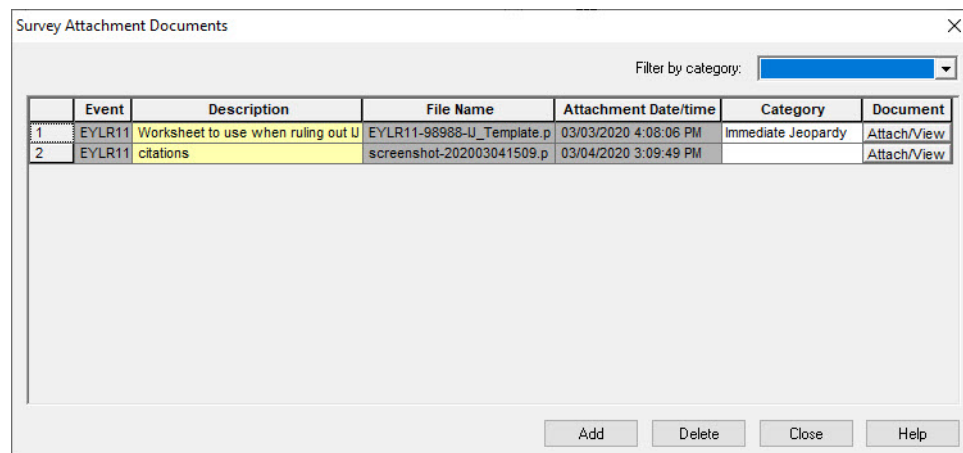 Survey Attachment Documents
Filter by category:
Event Description File Name Attachment Date/time Category Document
1 EYLR11 Worksheet to use when ruling out IJ EYLR11-98988-IJ_Template.p 03/03/2020 4:08:06 PM Immediate Jeopardy Attach/View
2 EYLR11 citations screenshot-202003041509.p 03/04/2020 3:09:49 PM Attach/View
Add Delete Close Help